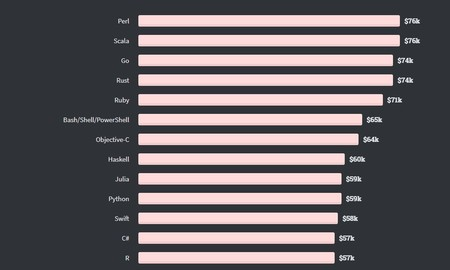 Perl $76k
Scala $76k
Go $74k
Rust $74k
Ruby $71k
Bash/Shell/PowerShell $65k
Objective-C $64k
Haskell $60k
Julia $59k
Python $59k
Swift $58k
C# $57k
R $57k